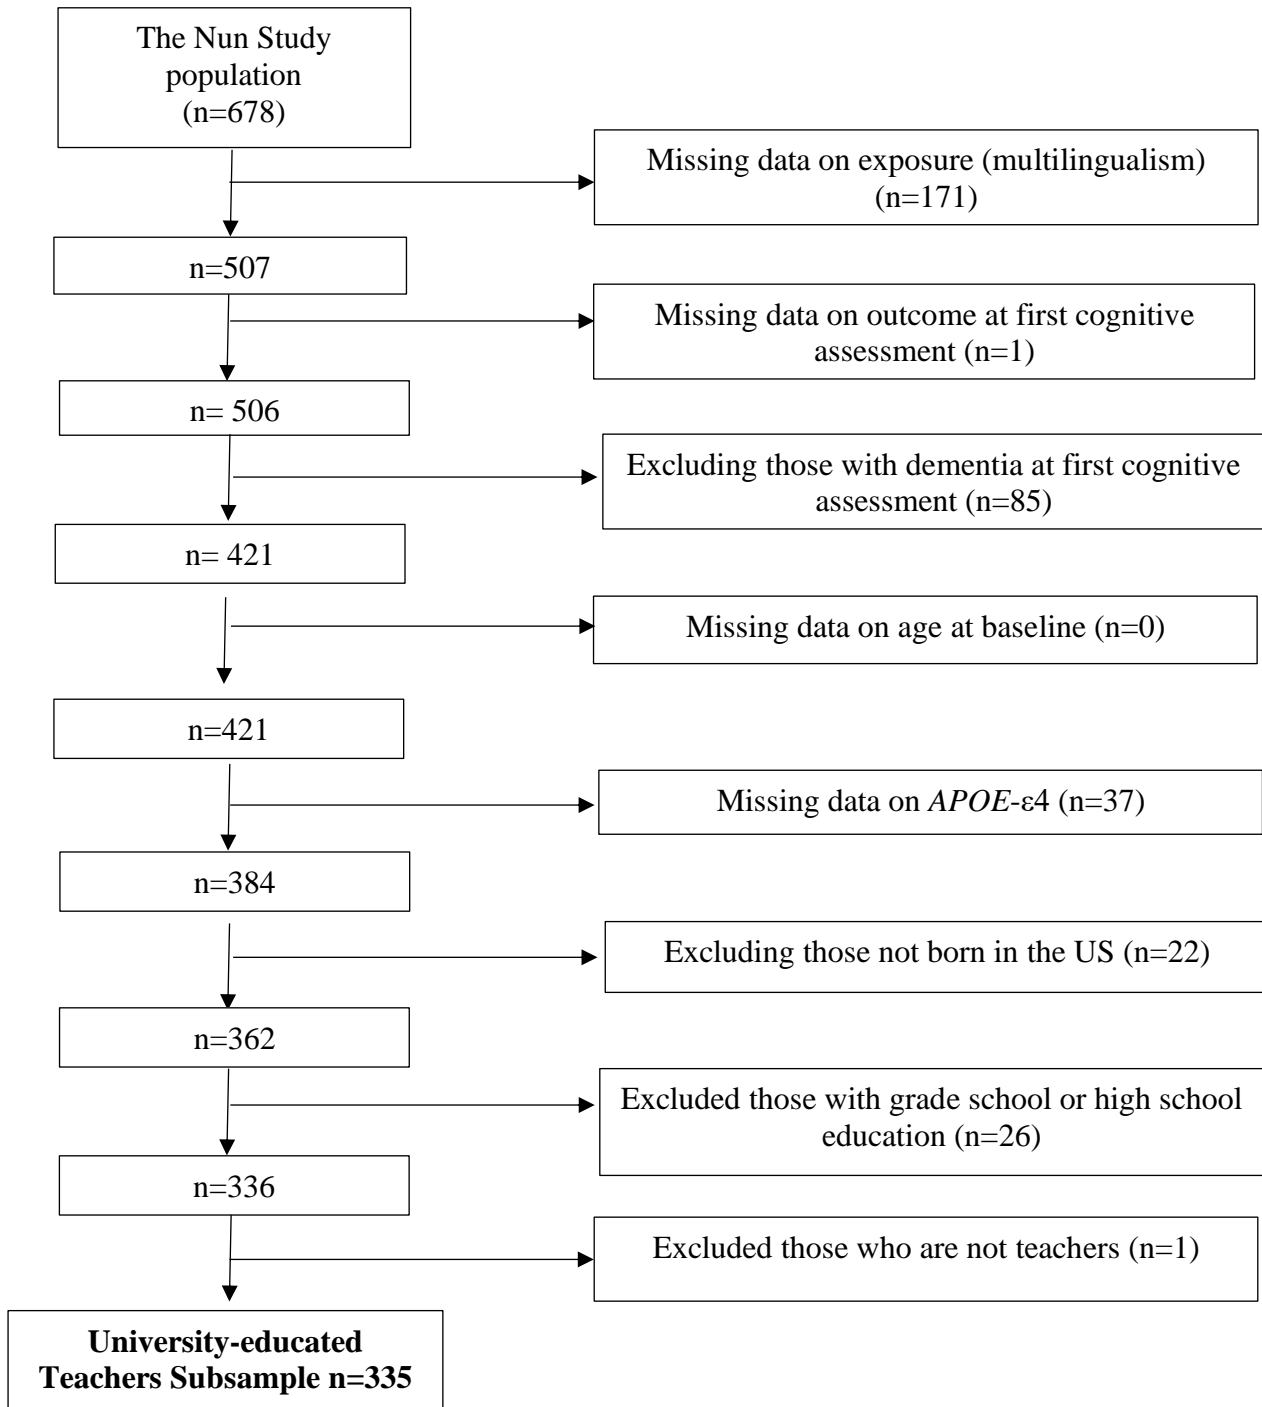 The Nun Study
population
(n=678)
Missing data on exposure (multilingualism)
(n=171)
n=507
Missing data on outcome at first cognitive
assessment (n=1)
n= 506
Excluding those with dementia at first cognitive
assessment (n=85)
n= 421
Missing data on age at baseline (n=0)
n=421
Missing data on APOE-ε4 (n=37)
n=384
Excluding those not born in the US (n=22)
n=362
Excluded those with grade school or high school
education (n=26)
n=336
Excluded those who are not teachers (n=1)
University-educated
Teachers Subsample n=335